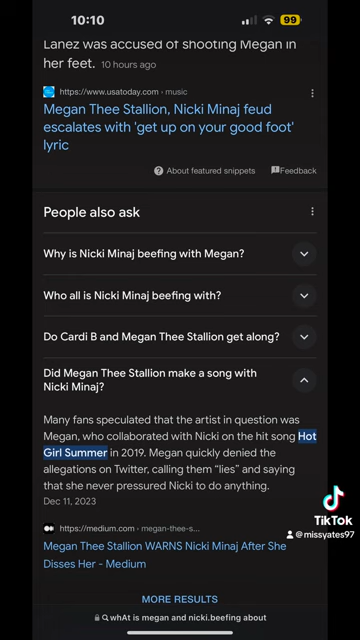 10:10
99
Lanez was accused of shooting Megan in
her feet. 10 hours ago
https://www.usatoday.com › music
Megan Thee Stallion, Nicki Minaj feud
escalates with 'get up on your good foot'
lyric
About featured snippets
Feedback
People also ask
Why is Nicki Minaj beefing with Megan?
Who all is Nicki Minaj beefing with?
Do Cardi B and Megan Thee Stallion get along?
Did Megan Thee Stallion make a song with
Nicki Minaj?
Many fans speculated that the artist in question was
Megan, who collaborated with Nicki on the hit song Hot
Girl Summer in 2019. Megan quickly denied the
allegations on Twitter, calling them “lies” and saying
that she never pressured Nicki to do anything.
Dec 11, 2023
https://medium.com › megan-thee-s...
Megan Thee Stallion WARNS Nicki Minaj After She
Disses Her - Medium
TikTok
@missyates97
MORE RESULTS
whAt is megan and nicki.beefing about